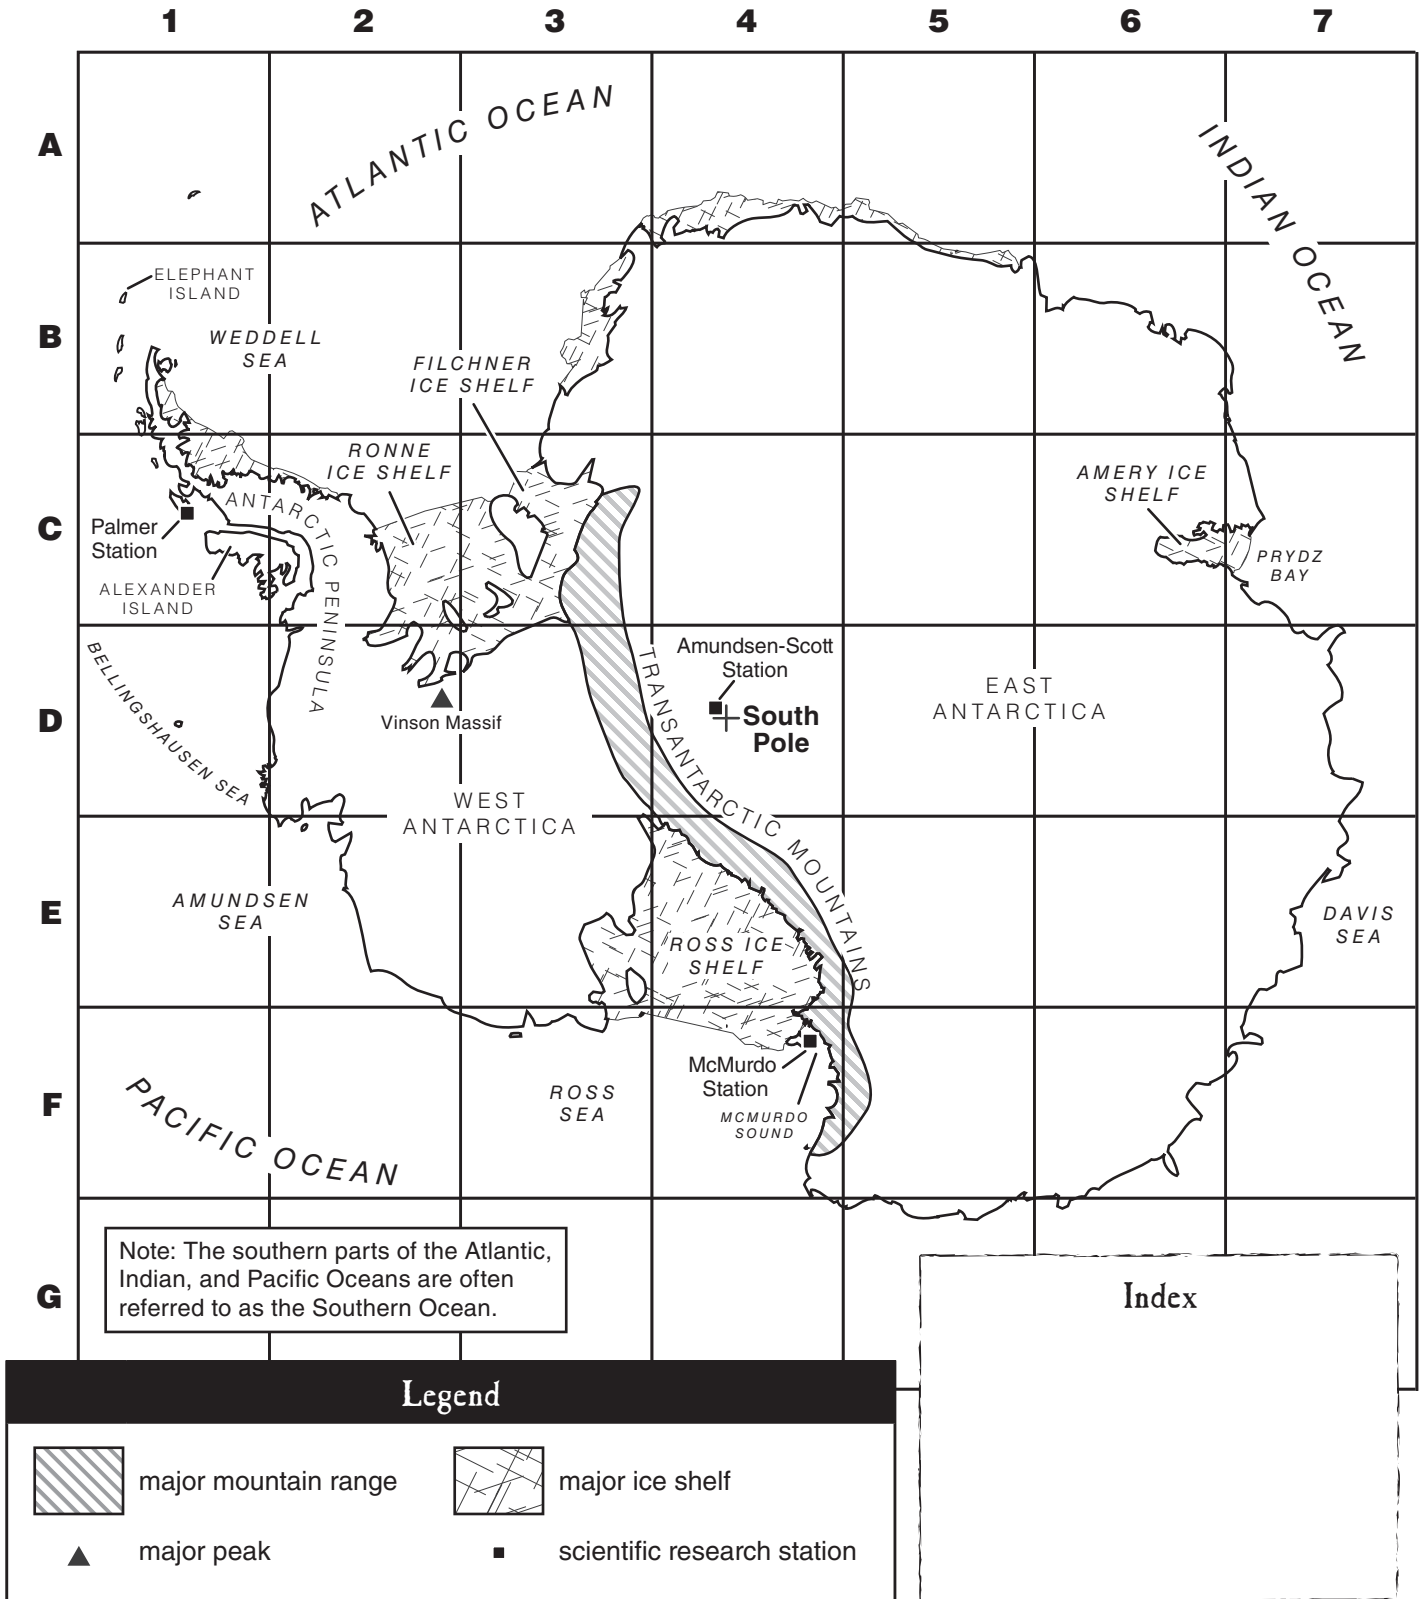 1 2 3 4 5 6 7
A
ATLANTIC OCEAN
INDIAN OCEAN
B
ELEPHANT
ISLAND
WEDDELL
SEA
FILCHNER
ICE SHELF
C
RONNE
ICE SHELF
AMERY ICE
SHELF
ANTARCTIC PENINSULA
Palmer
Station
ALEXANDER
ISLAND
PRYDZ
BAY
D
BELLINGSHAUSEN SEA
Vinson Massif
TRANSANTARCTIC MOUNTAINS
Amundsen-Scott
Station
South
Pole
EAST
ANTARCTICA
WEST
ANTARCTICA
E
AMUNDSEN
SEA
ROSS ICE
SHELF
DAVIS
SEA
F
PACIFIC OCEAN
ROSS
SEA
McMurdo
Station
MCMURDO
SOUND
G
Note: The southern parts of the Atlantic,
Indian, and Pacific Oceans are often
referred to as the Southern Ocean.
Index
Legend
major mountain range
major ice shelf
major peak
scientific research station